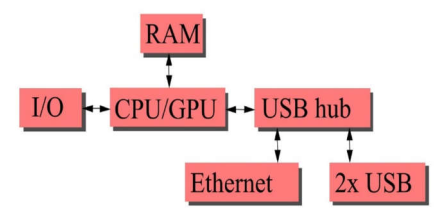 RAM
I/O
CPU/GPU
USB hub
Ethernet
2x USB